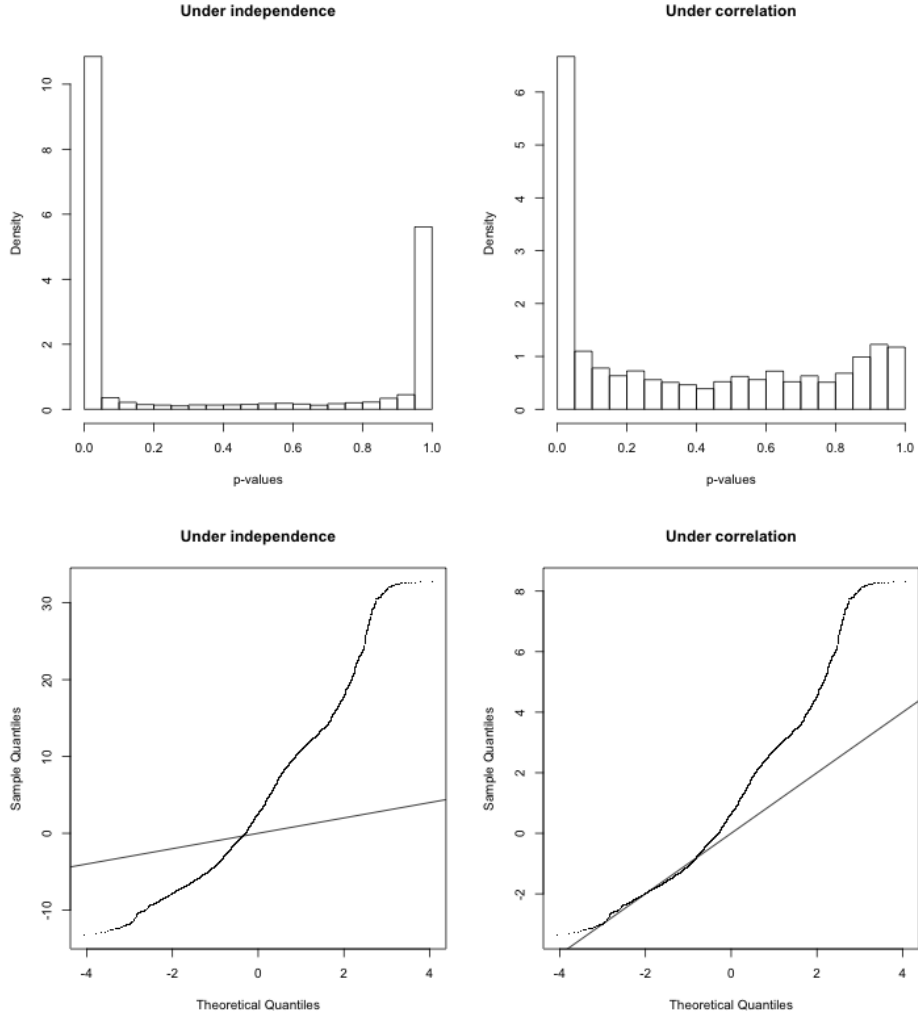 Under independence
Under correlation
10
8
6
4
2
0
Density
0.0 0.2 0.4 0.6 0.8 1.0
p-values
6
5
4
3
2
1
0
Density
0.0 0.2 0.4 0.6 0.8 1.0
p-values
Under independence
Under correlation
30
20
10
0
-10
Sample Quantiles
-4 -2 0 2 4
Theoretical Quantiles
8
6
4
2
0
-2
Sample Quantiles
-4 -2 0 2 4
Theoretical Quantiles